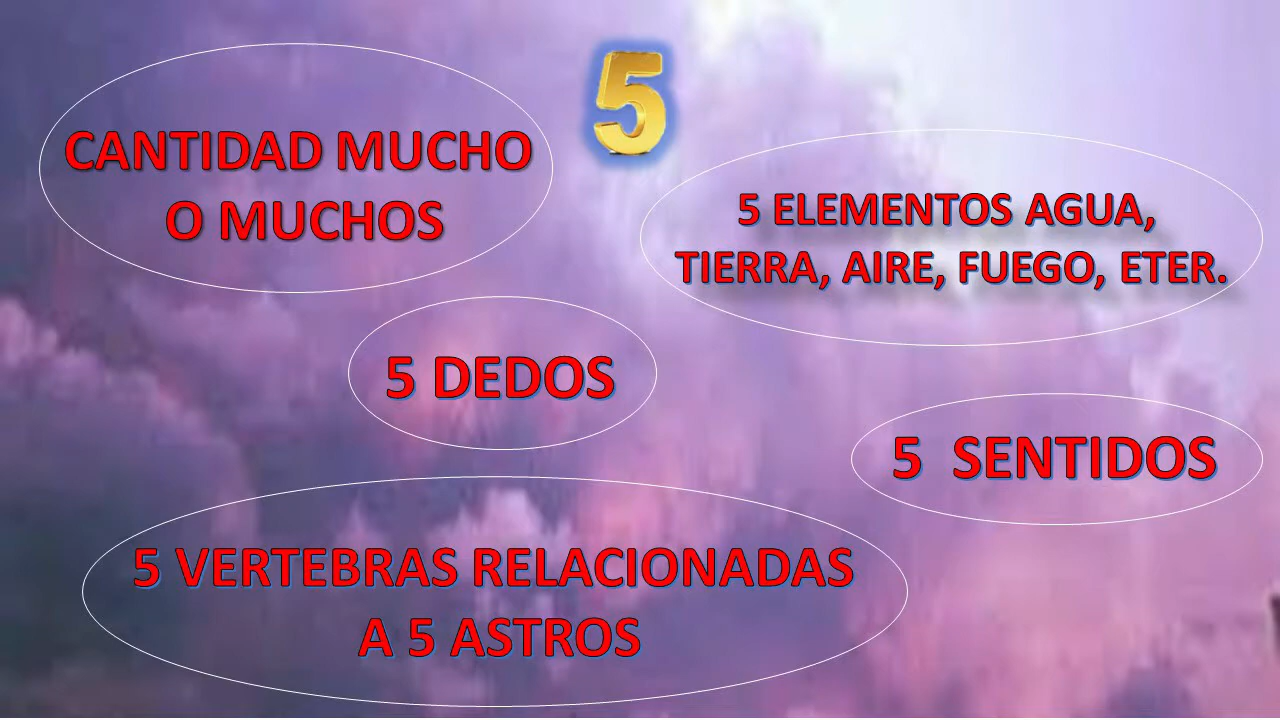 5
CANTIDAD MUCHO
O MUCHOS
5 ELEMENTOS AGUA,
TIERRA, AIRE, FUEGO, ETER.
5 DEDOS
5 SENTIDOS
5 VERTEBRAS RELACIONADAS
A 5 ASTROS